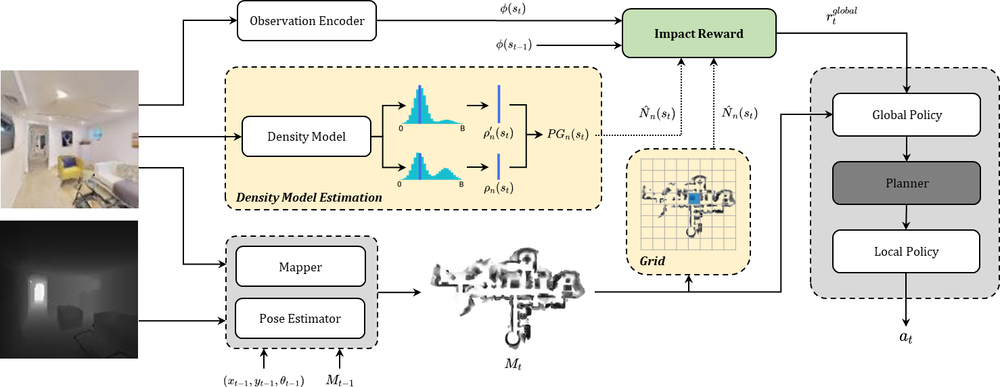 Observation Encoder
ϕ(s_t)
ϕ(s_{t−1})
Impact Reward
r_t^{global}
Density Model
0 B
ρ′_n(s_t)
0 B
ρ_n(s_t)
PG_n(s_t)
Density Model Estimation
N̂_n(s_t)
N̂_n(s_t)
Grid
Global Policy
Planner
Local Policy
a_t
Mapper
Pose Estimator
(x_{t−1}, y_{t−1}, θ_{t−1})
M_{t−1}
M_t